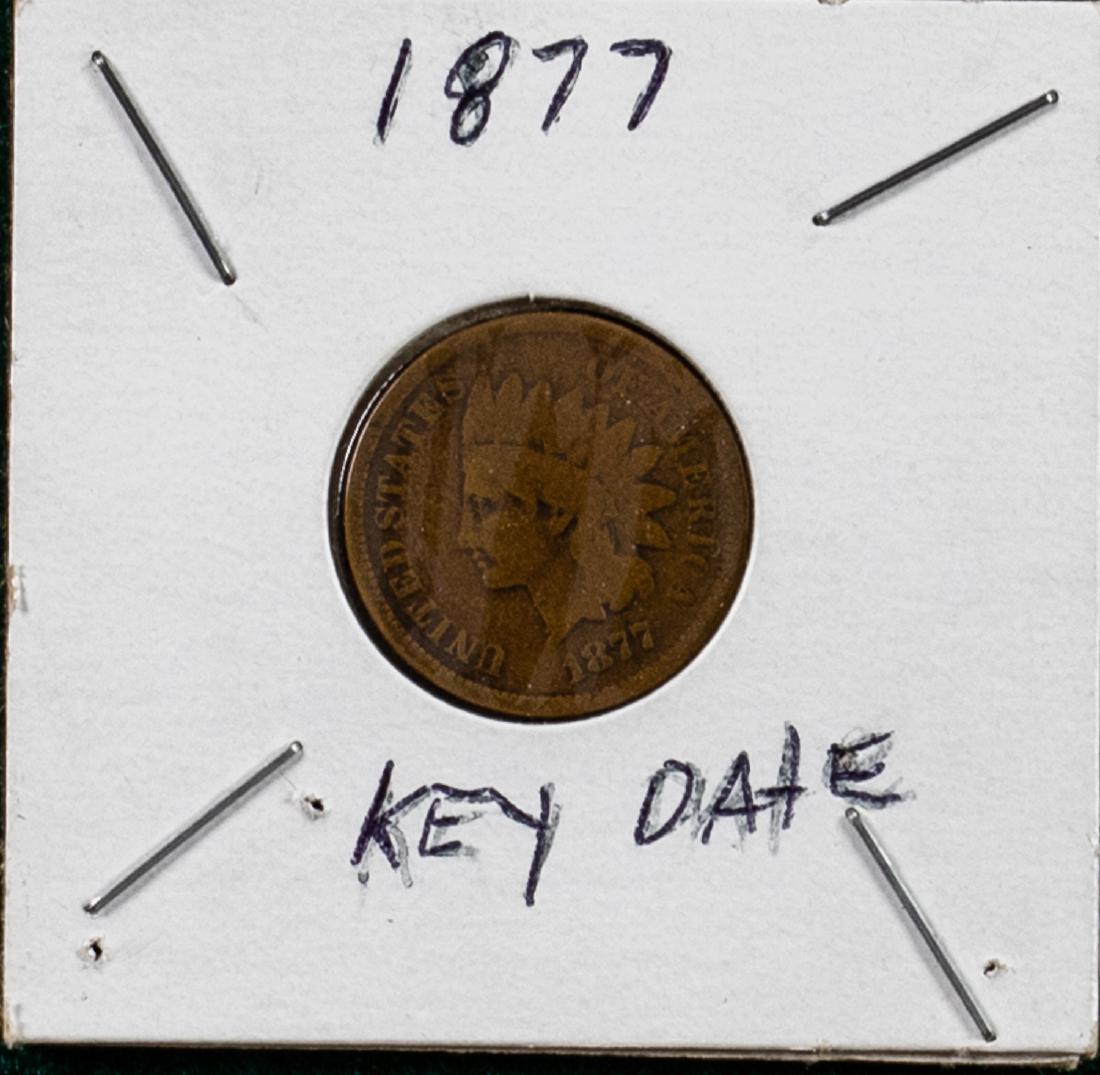 1877
UNITED STATES OF AMERICA
1877
KEY DATE